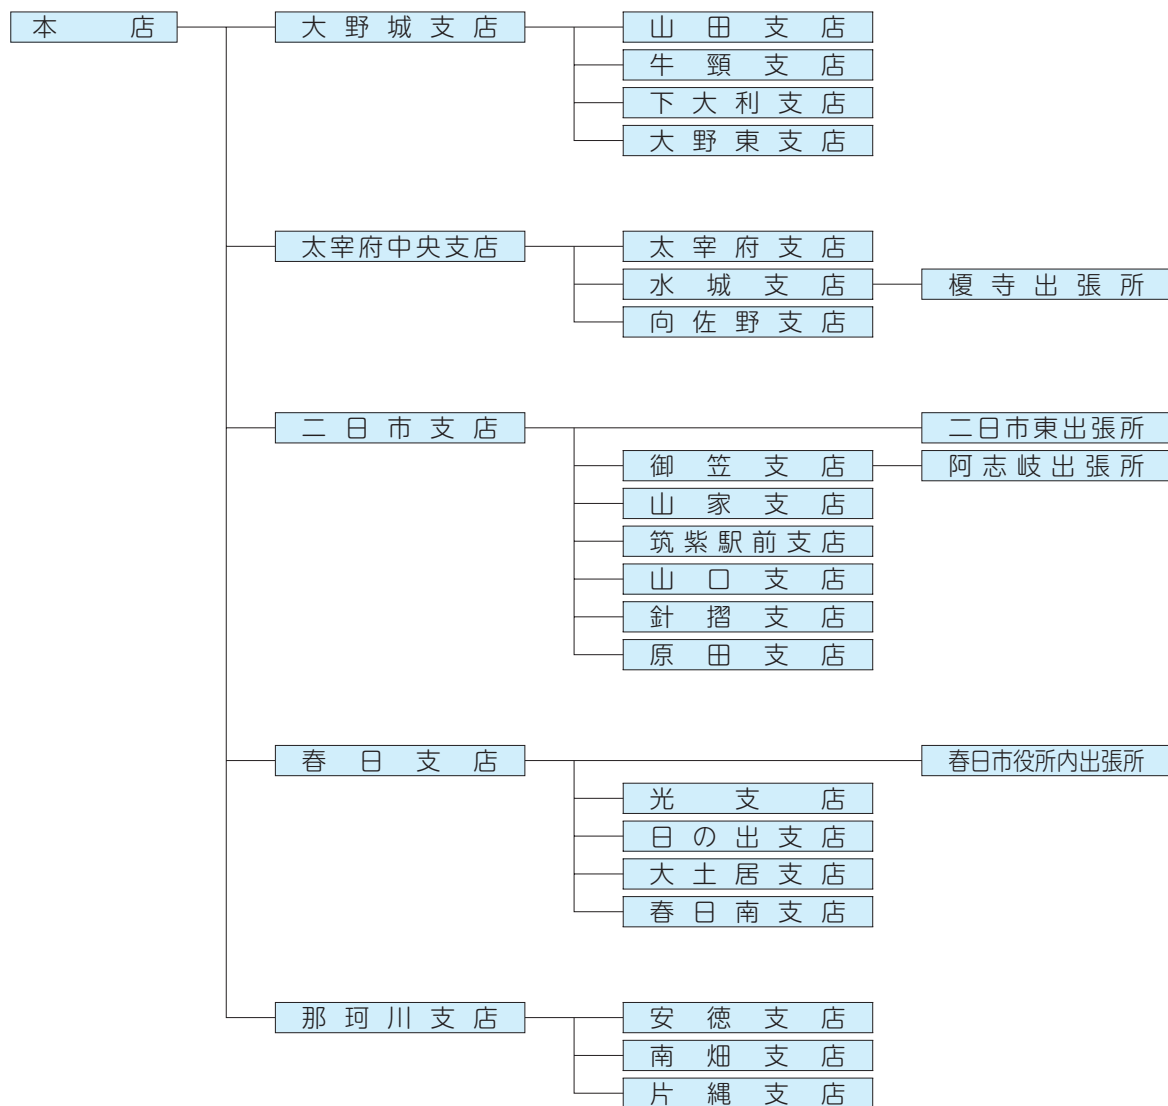 本店 大野城支店 山田支店
牛頸支店
下大利支店
大野東支店
太宰府中央支店 太宰府支店
水城支店 榎寺出張所
向佐野支店
二日市支店 二日市東出張所
御笠支店 阿志岐出張所
山家支店
筑紫駅前支店
山口支店
針摺支店
原田支店
春日支店 春日市役所内出張所
光支店
日の出支店
大土居支店
春日南支店
那珂川支店 安徳支店
南畑支店
片縄支店